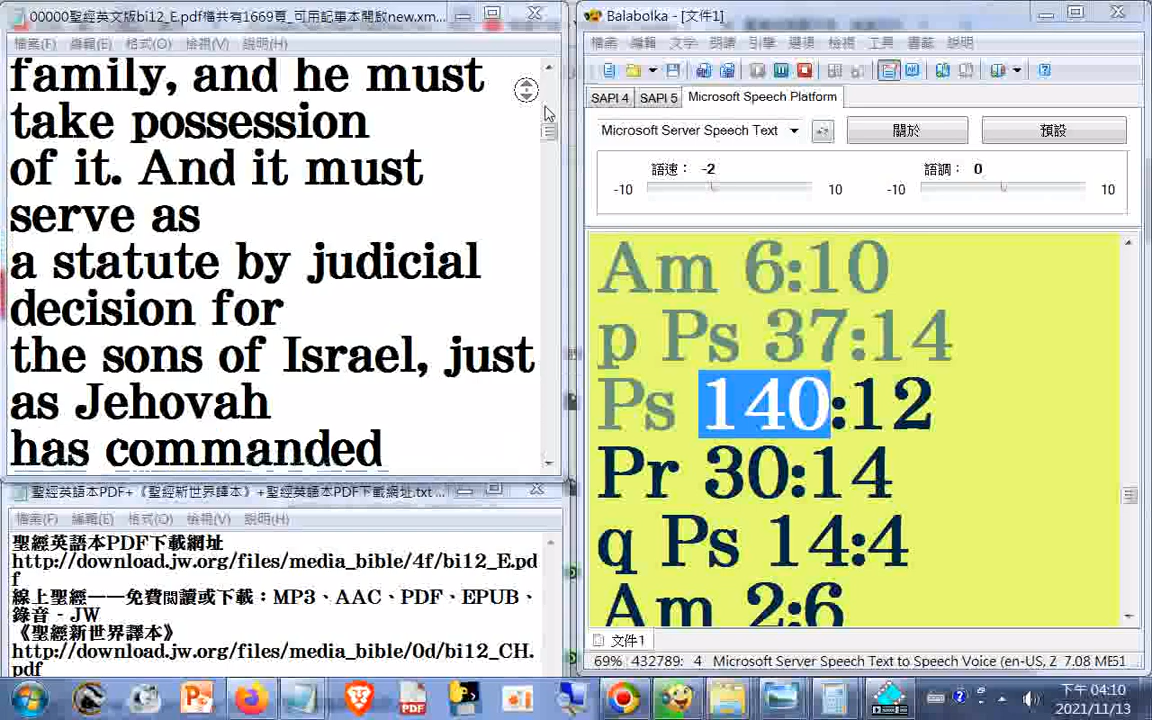 00000聖經英文版bi12_E.pdf檔共有1669頁_可用記事本開啟new.xm...
檔案(F) 編輯(E) 格式(O) 檢視(V) 說明(H)
family, and he must
take possession
of it. And it must
serve as
a statute by judicial
decision for
the sons of Israel, just
as Jehovah
has commanded
聖經英語本PDF+《聖經新世界譯本》+聖經英語本PDF下載網址.txt ...
檔案(F) 編輯(E) 格式(O) 檢視(V) 說明(H)
聖經英語本PDF下載網址
http://download.jw.org/files/media_bible/4f/bi12_E.pd
f
線上聖經——免費閱讀或下載：MP3、AAC、PDF、EPUB、
錄音 - JW
《聖經新世界譯本》
http://download.jw.org/files/media_bible/0d/bi12_CH.
pdf
Balabolka - [文件1]
檔案 編輯 文字 朗讀 引擎 選項 檢視 工具 書籤 說明
SAPI 4 SAPI 5 Microsoft Speech Platform
Microsoft Server Speech Text 關於 預設
語速： -2 語調： 0
-10 10 -10 10
Am 6:10
p Ps 37:14
Ps 140:12
Pr 30:14
q Ps 14:4
Am 2:6
文件1
69% 432789: 4 Microsoft Server Speech Text to Speech Voice (en-US, Z 7.08 ME51
PDF
下午 04:10
2021/11/13